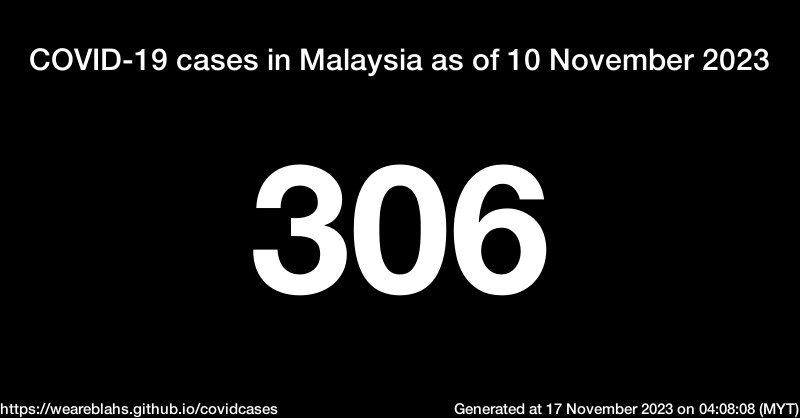 COVID-19 cases in Malaysia as of 10 November 2023
306
https://weareblahs.github.io/covidcases
Generated at 17 November 2023 on 04:08:08 (MYT)